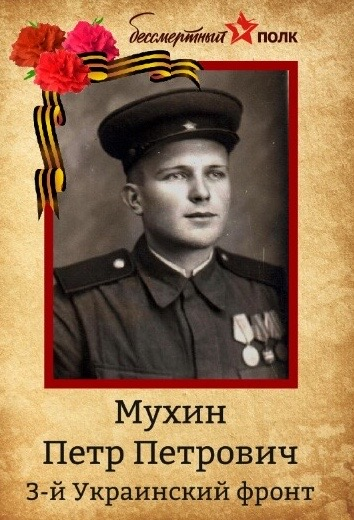 бессмертный полк
Мухин
Петр Петрович
3-й Украинский фронт